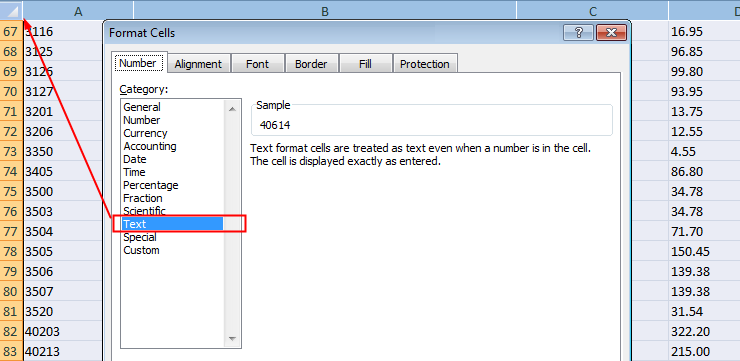 A B C D
Format Cells ?
Number Alignment Font Border Fill Protection
Category:
General
Number
Currency
Accounting
Date
Time
Percentage
Fraction
Scientific
Text
Special
Custom
Sample
40614
Text format cells are treated as text even when a number is in the cell.
The cell is displayed exactly as entered.
67 3116 16.95
68 3125 96.85
69 3126 99.80
70 3127 93.95
71 3201 13.75
72 3206 12.55
73 3350 4.55
74 3405 86.80
75 3500 34.78
76 3503 34.78
77 3504 71.70
78 3505 150.45
79 3506 139.38
80 3507 139.38
81 3520 31.54
82 40203 322.20
83 40213 215.00